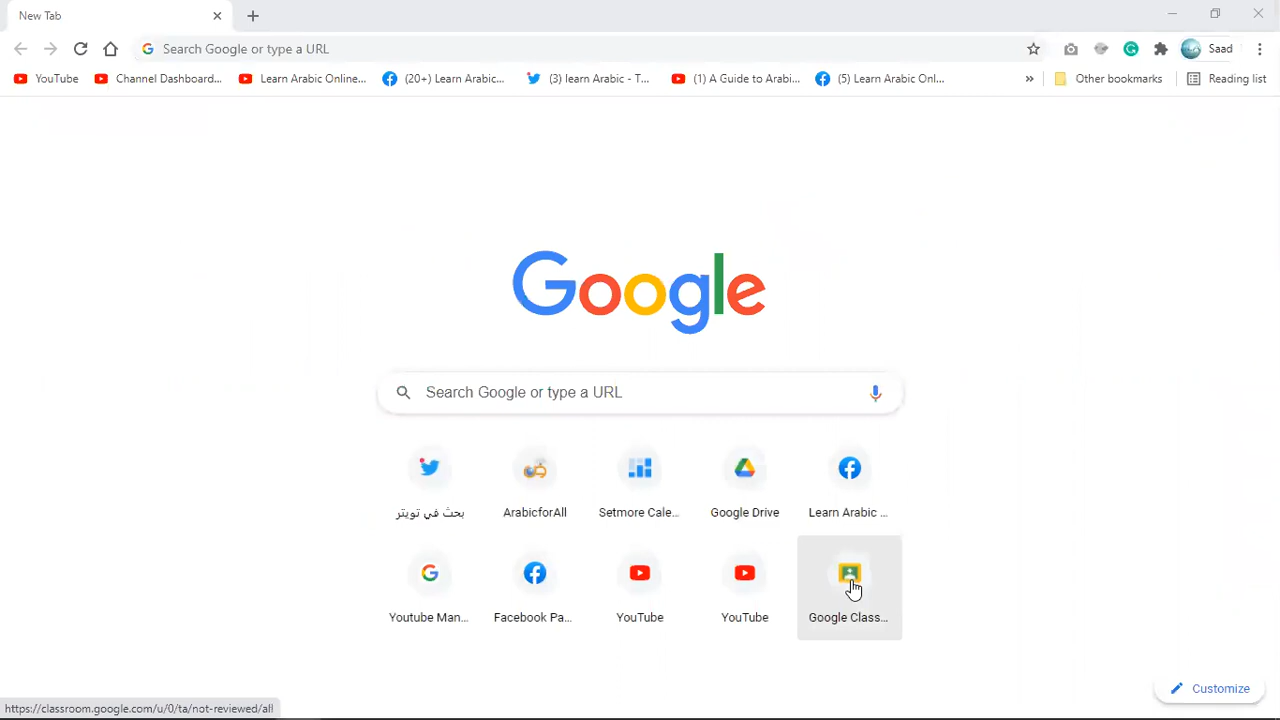 New Tab
Search Google or type a URL
Saad
YouTube
Channel Dashboard...
Learn Arabic Online...
(20+) Learn Arabic...
(3) learn Arabic - T...
(1) A Guide to Arabi...
(5) Learn Arabic Onl...
»
Other bookmarks
Reading list
Google
Search Google or type a URL
بحث في تويتر
ArabicforAll
Setmore Cale...
Google Drive
Learn Arabic ...
Youtube Man...
Facebook Pa...
YouTube
YouTube
Google Class...
Customize
https://classroom.google.com/u/0/ta/not-reviewed/all